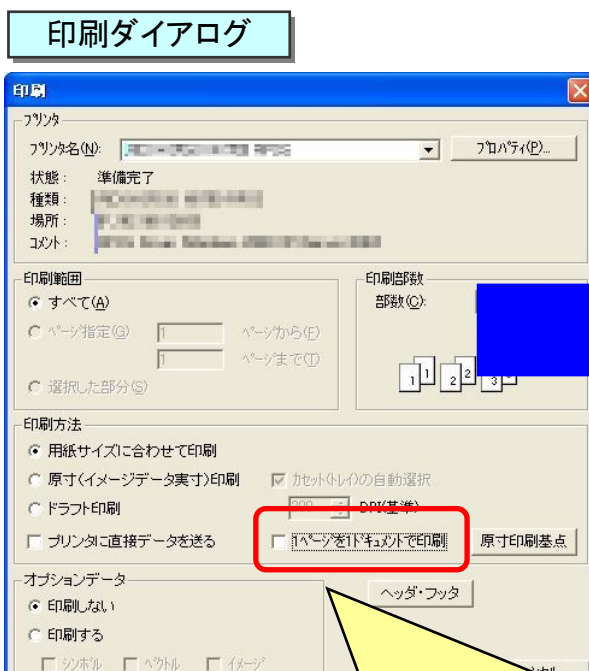 印刷ダイアログ
印刷
プリンタ
プリンタ名(N): プロパティ(P)...
状態： 準備完了
種類：
場所：
コメント：
印刷範囲 印刷部数
すべて(A) 部数(C):
ページ指定(G) 1 ページから(F)
1 ページまで(T)
選択した部分(S)
1 1 2 2 3
印刷方法
用紙サイズに合わせて印刷
原寸(イメージデータ実寸)印刷 カセット(トレイ)の自動選択
ドラフト印刷 DPI(基準)
プリンタに直接データを送る 1ページを1ドキュメントで印刷 原寸印刷基点
オプションデータ ヘッダ・フッタ
印刷しない
印刷する
シンボル ベクトル イメージ